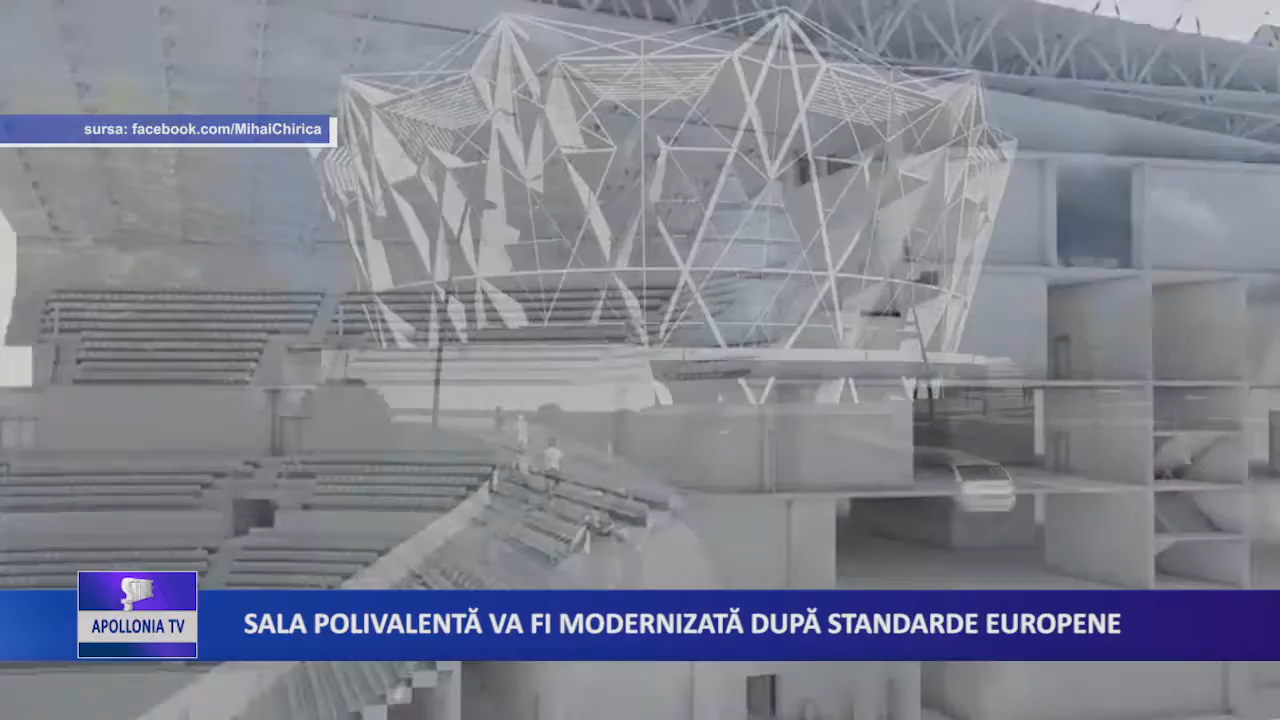 sursa: facebook.com/MihaiChirica
APOLLONIA TV
SALA POLIVALENTĂ VA FI MODERNIZATĂ DUPĂ STANDARDE EUROPENE